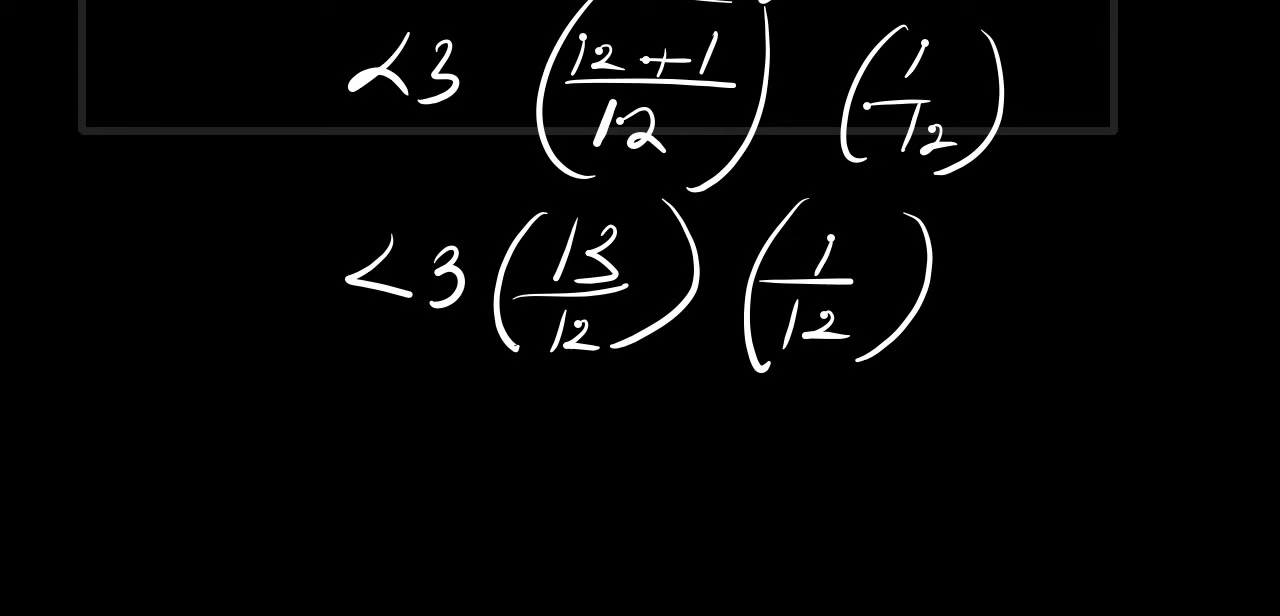 < 3 ( 12 + 1 / 12 ) ( 1 / 12 )
< 3 ( 13 / 12 ) ( 1 / 12 )